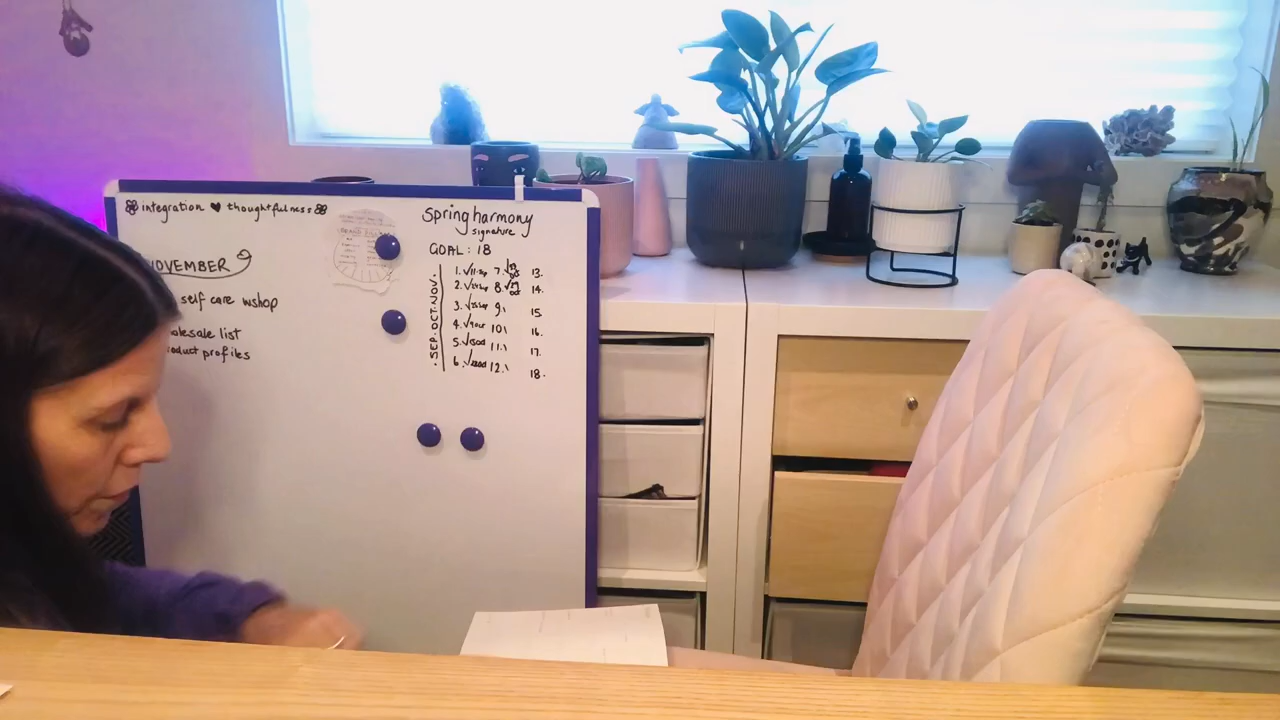 integration ♥ thoughtfulness
NOVEMBER
self care wshop
olesale list
oduct profiles
Spring harmony
signature
GOAL: 18
.SEP.OCT.NOV.
1. √ 7. √ 13.
2. √ 8 √ 14.
3. √ 9. 15
4. √ 10 16.
5. √ 11. 17.
6. √ 12. 18.